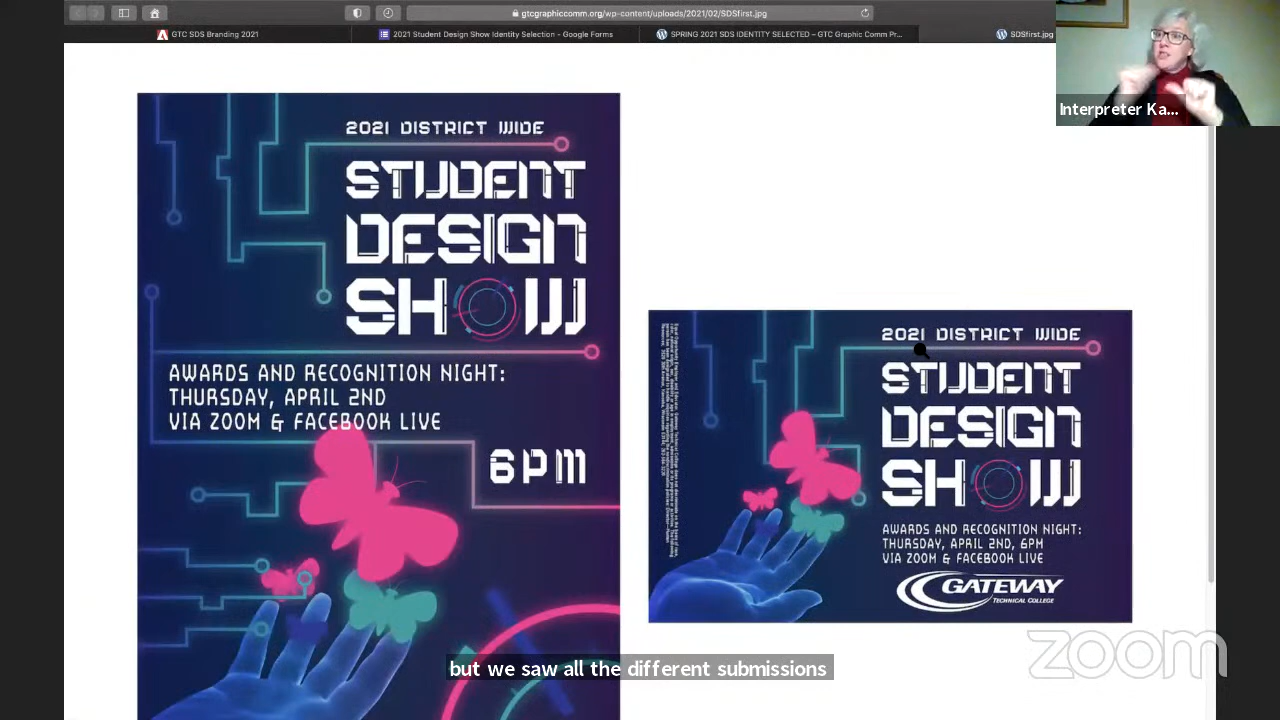 gtcgraphiccomm.org/wp-content/uploads/2021/02/SDSfirst.jpg
GTC SDS Branding 2021
2021 Student Design Show Identity Selection - Google Forms
SPRING 2021 SDS IDENTITY SELECTED – GTC Graphic Comm Pr...
SDSfirst.jpg
Interpreter Ka...
2021 DISTRICT WIDE
STUDENT
DESIGN
SHOW
AWARDS AND RECOGNITION NIGHT:
THURSDAY, APRIL 2ND
VIA ZOOM & FACEBOOK LIVE
6PM
2021 DISTRICT WIDE
STUDENT
DESIGN
SHOW
AWARDS AND RECOGNITION NIGHT:
THURSDAY, APRIL 2ND, 6PM
VIA ZOOM & FACEBOOK LIVE
GATEWAY
TECHNICAL COLLEGE
but we saw all the different submissions
zoom